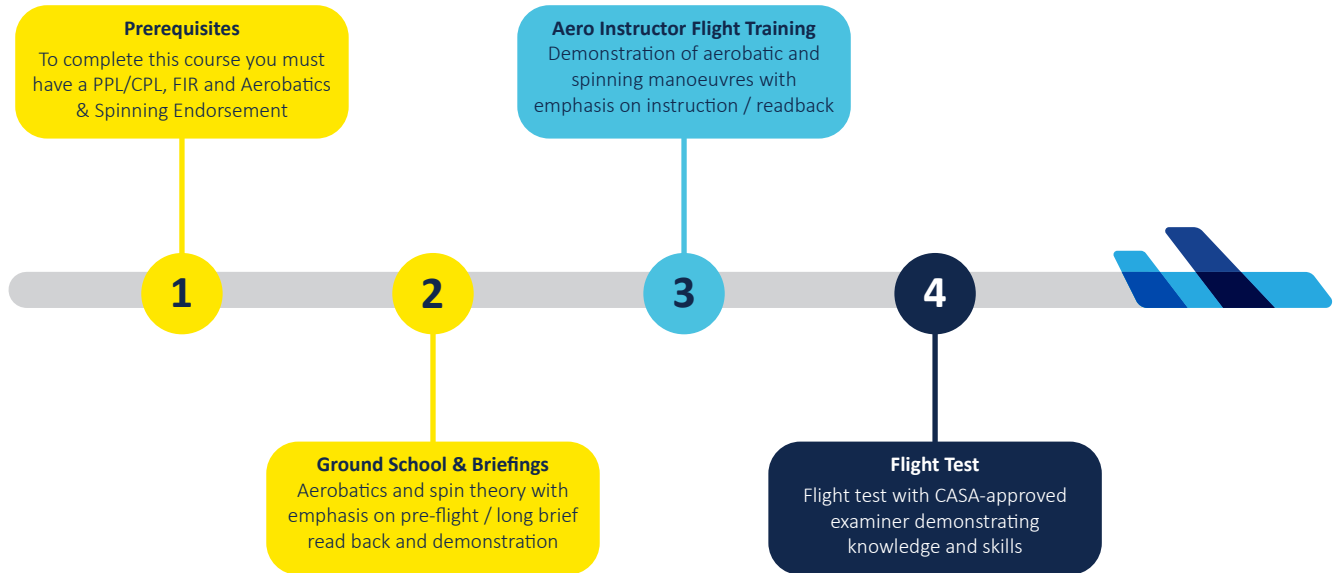 Prerequisites
To complete this course you must
have a PPL/CPL, FIR and Aerobatics
& Spinning Endorsement
1
2
Ground School & Briefings
Aerobatics and spin theory with
emphasis on pre-flight / long brief
read back and demonstration
Aero Instructor Flight Training
Demonstration of aerobatic and
spinning manoeuvres with
emphasis on instruction / readback
3
4
Flight Test
Flight test with CASA-approved
examiner demonstrating
knowledge and skills